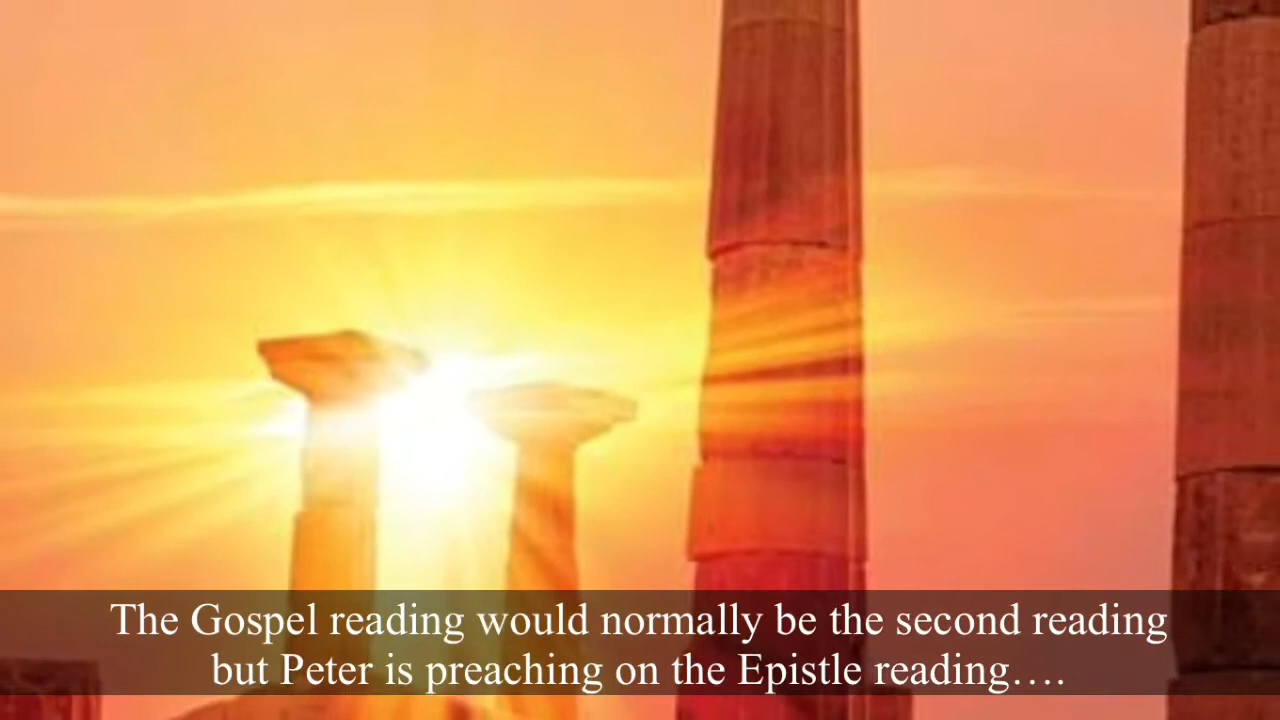 The Gospel reading would normally be the second reading
but Peter is preaching on the Epistle reading….